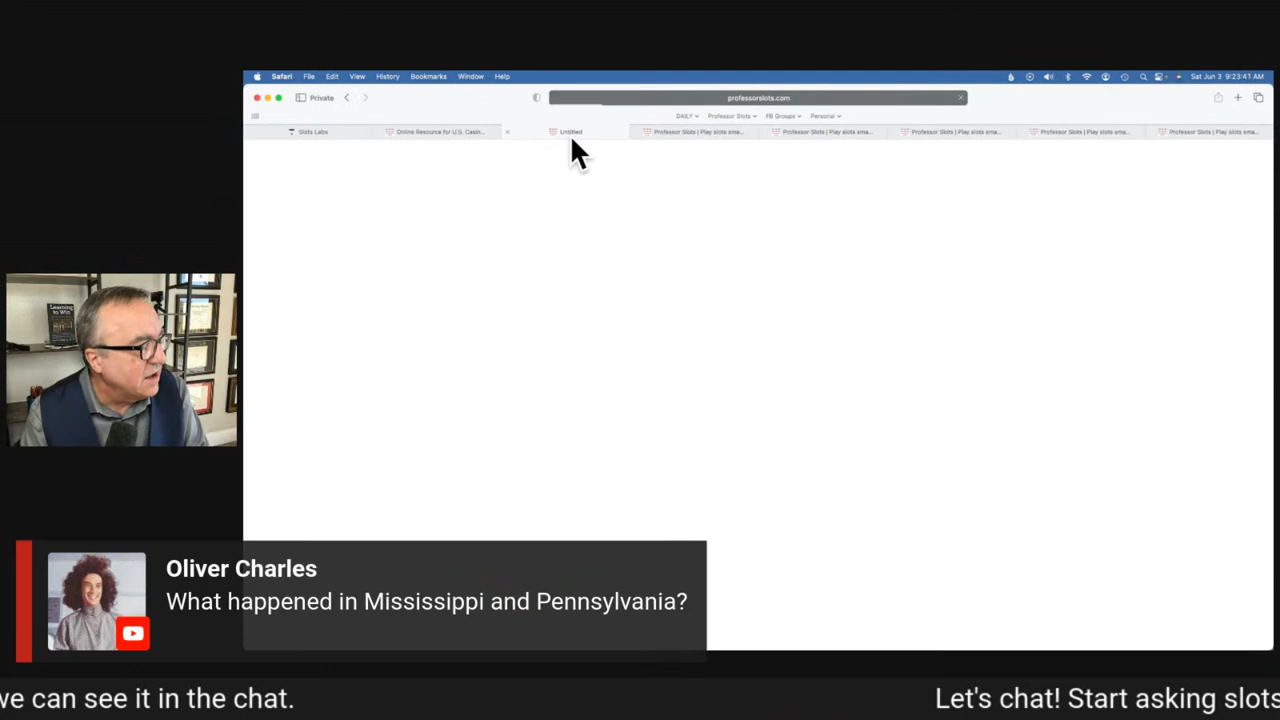 Safari File Edit View History Bookmarks Window Help
Sat Jun 3 9:23:41 AM
Private
professorslots.com
DAILY Professor Slots FB Groups Personal
Slots Labs
Online Resource for U.S. Casin...
Untitled
Professor Slots | Play slots sma...
Professor Slots | Play slots sma...
Professor Slots | Play slots sma...
Professor Slots | Play slots sma...
Professor Slots | Play slots sma...
Learning
to Win
Oliver Charles
What happened in Mississippi and Pennsylvania?
we can see it in the chat.
Let's chat! Start asking slots